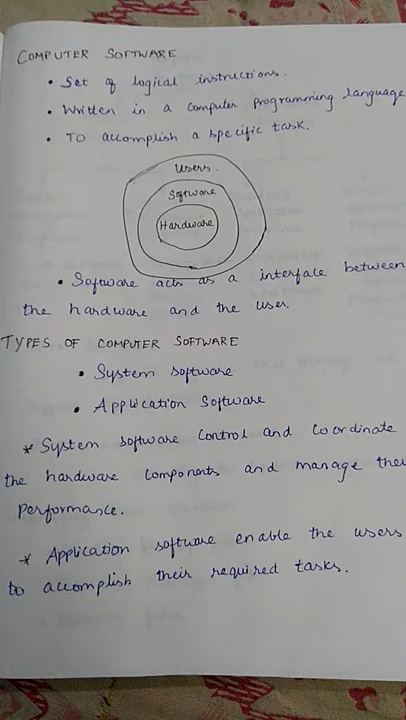 COMPUTER SOFTWARE
• Set of logical instructions.
• Written in a computer programming language
• TO accomplish a specific task.
Users.
Software
Hardware
• Software acts as a interface between
the hardware and the user.
TYPES OF COMPUTER SOFTWARE
• System software
• Application Software
* System software control and coordinate
the hardware components and manage their
performance.
* Application software enable the users
to accomplish their required tasks.